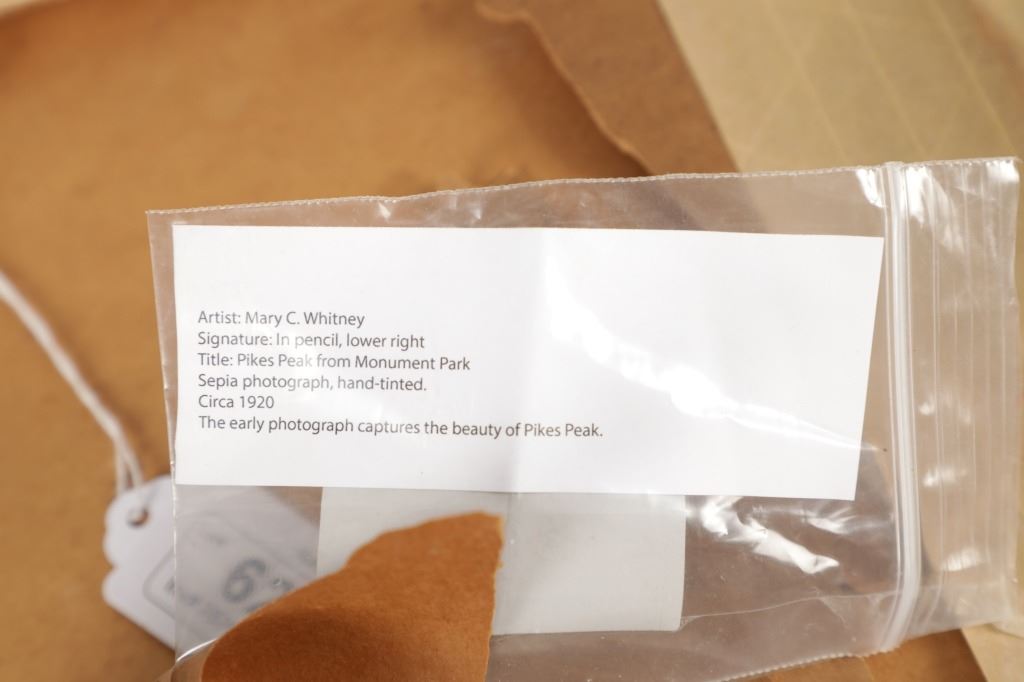 Artist: Mary C. Whitney
Signature: In pencil, lower right
Title: Pikes Peak from Monument Park
Sepia photograph, hand-tinted.
Circa 1920
The early photograph captures the beauty of Pikes Peak.